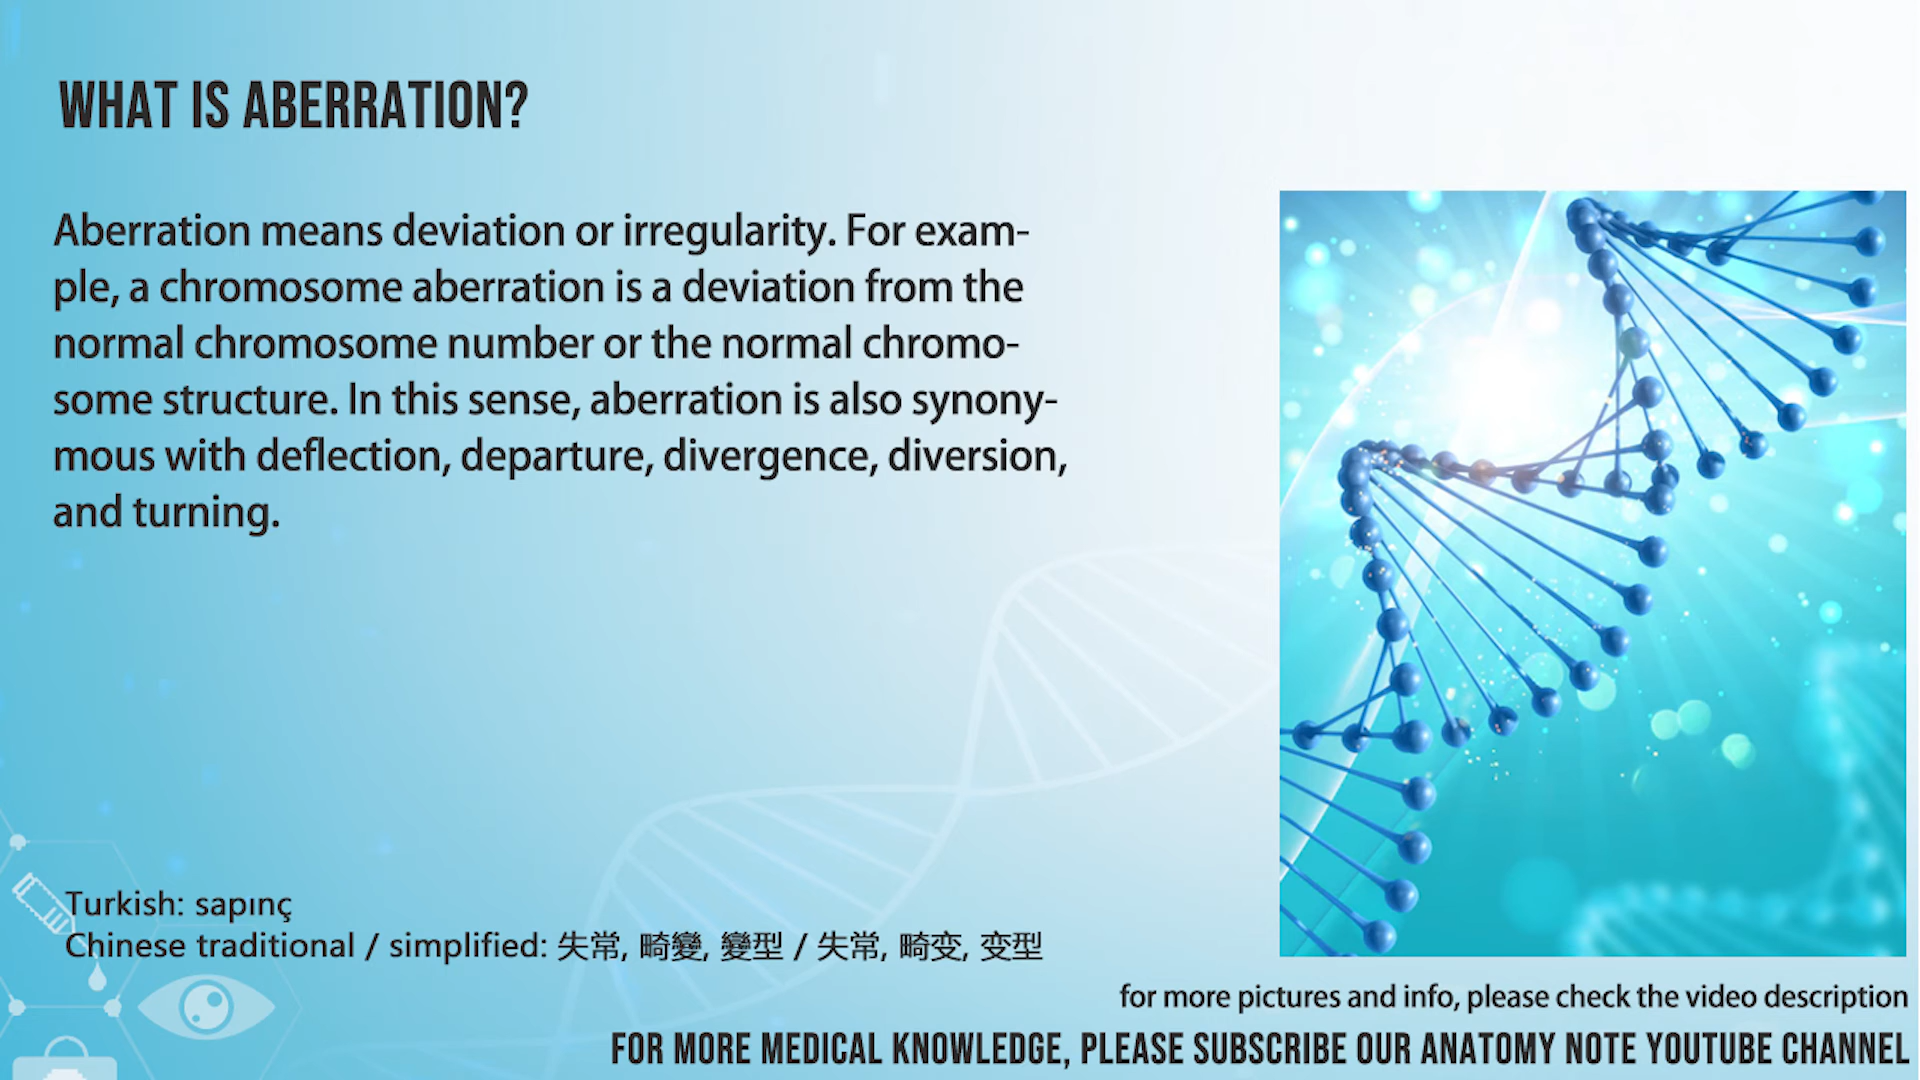 WHAT IS ABERRATION?
Aberration means deviation or irregularity. For exam-
ple, a chromosome aberration is a deviation from the
normal chromosome number or the normal chromo-
some structure. In this sense, aberration is also synony-
mous with deflection, departure, divergence, diversion,
and turning.
Turkish: sapınç
Chinese traditional / simplified: 失常, 畸變, 變型 / 失常, 畸变, 变型
for more pictures and info, please check the video description
FOR MORE MEDICAL KNOWLEDGE, PLEASE SUBSCRIBE OUR ANATOMY NOTE YOUTUBE CHANNEL